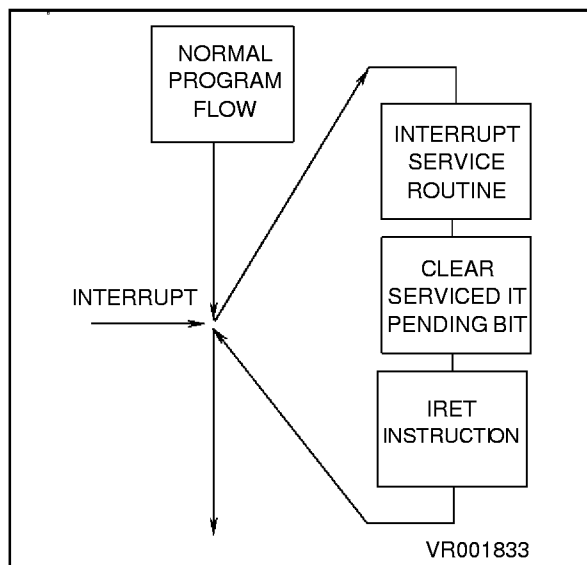 NORMAL
PROGRAM
FLOW
INTERRUPT
SERVICE
ROUTINE
CLEAR
SERVICED IT
PENDING BIT
INTERRUPT
IRET
INSTRUCTION
VR001833